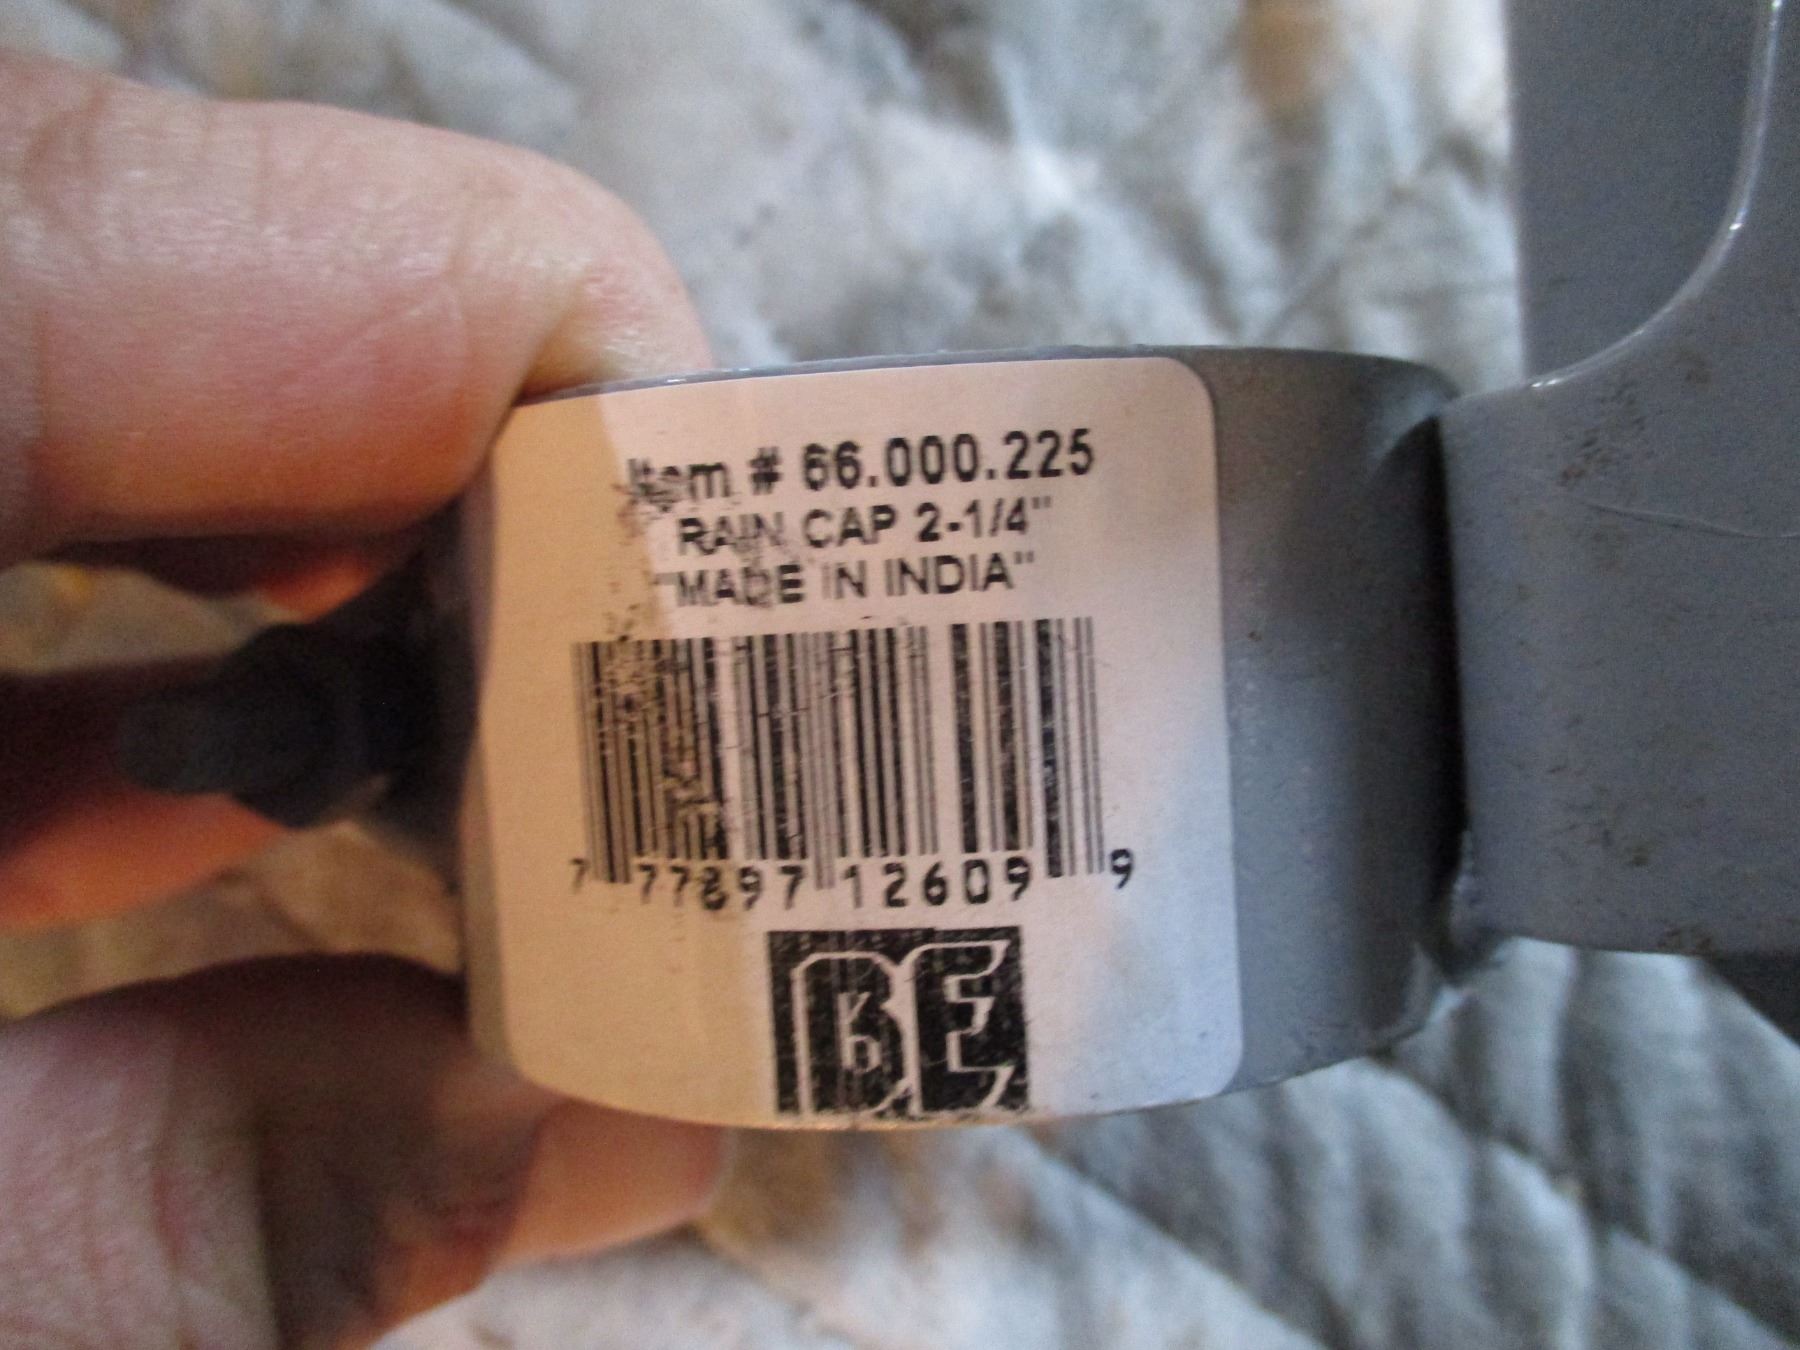 Item # 66.000.225
RAIN CAP 2-1/4"
"MADE IN INDIA"
7 77897 12609 9
BE